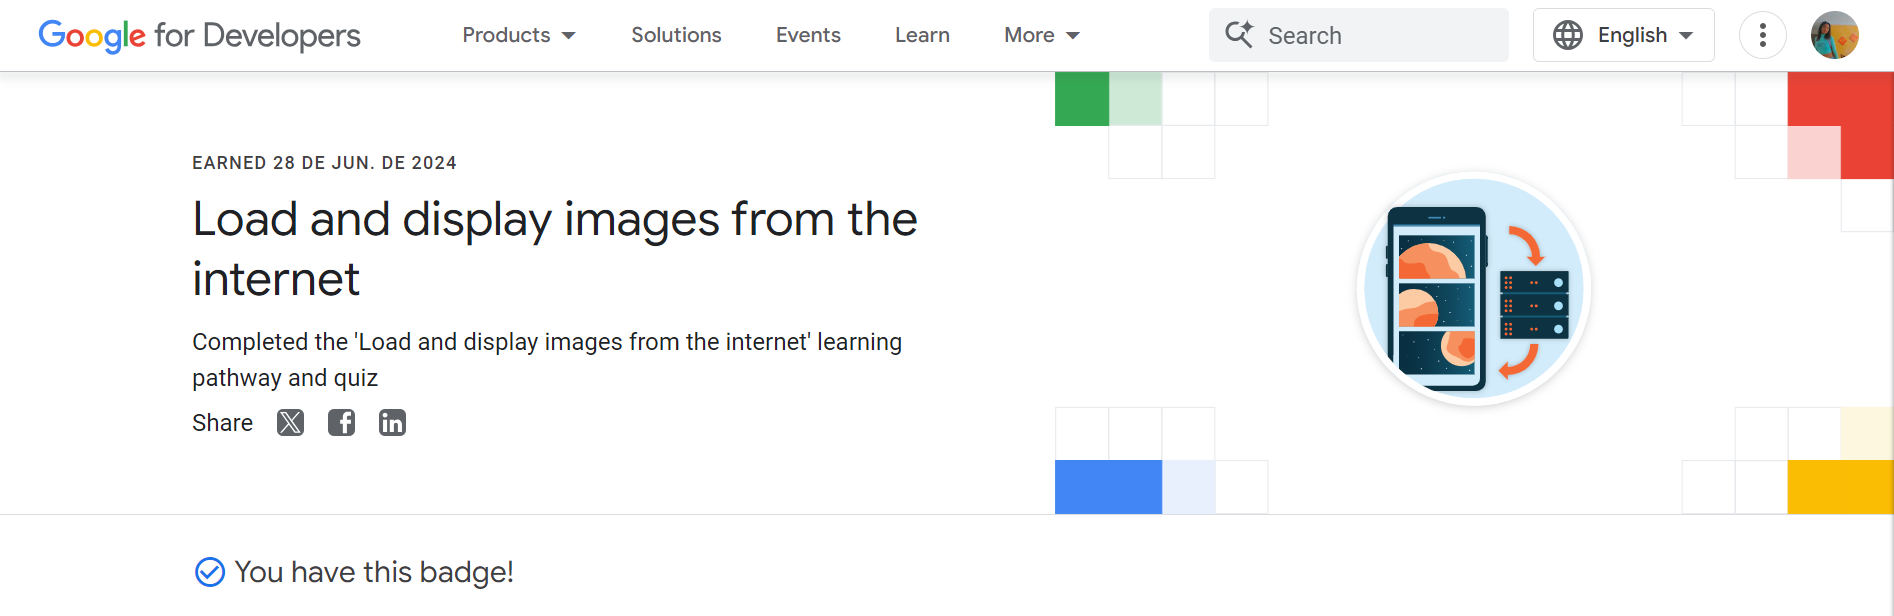 Google for Developers Products Solutions Events Learn More Search English
EARNED 28 DE JUN. DE 2024
Load and display images from the
internet
Completed the 'Load and display images from the internet' learning
pathway and quiz
Share
You have this badge!